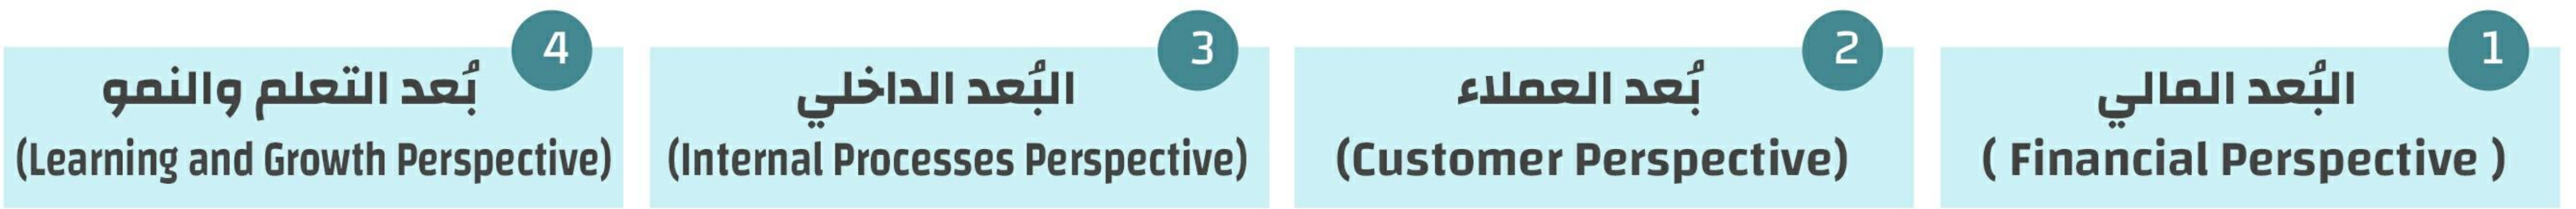 1
البُعد المالي
( Financial Perspective )
2
بُعد العملاء
(Customer Perspective)
3
البُعد الداخلي
(Internal Processes Perspective)
4
بُعد التعلم والنمو
(Learning and Growth Perspective)